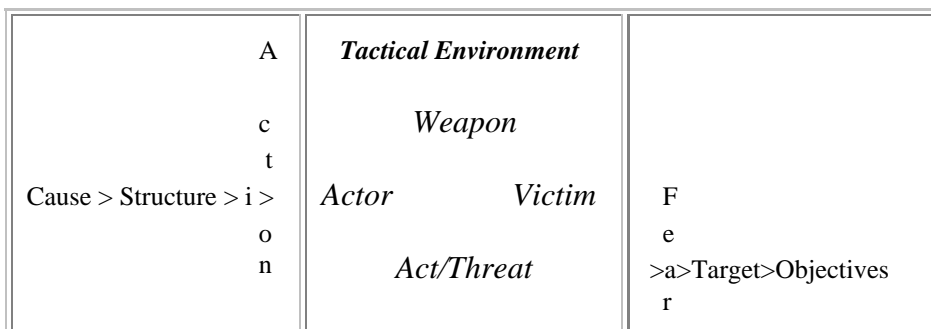 A
Tactical Environment
c
Weapon
t
Cause > Structure > i >
Actor Victim
F
o
e
n
Act/Threat
>a>Target>Objectives
r